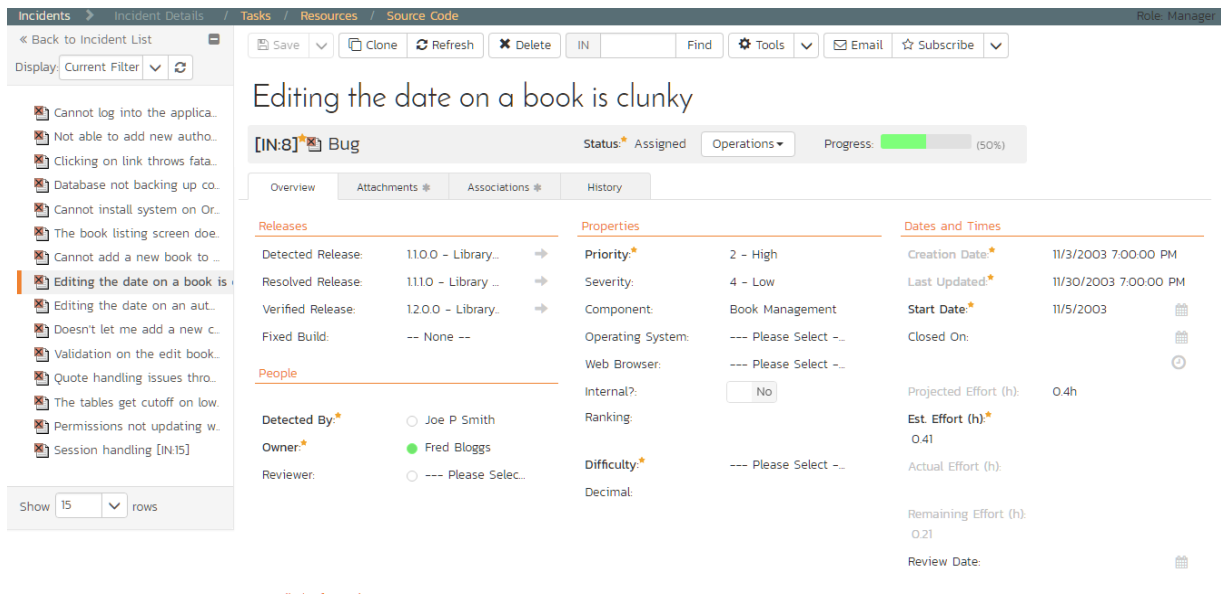 Incidents Incident Details / Tasks / Resources / Source Code Role: Manager
« Back to Incident List
Display: Current Filter
Cannot log into the applica...
Not able to add new autho...
Clicking on link throws fata...
Database not backing up co...
Cannot install system on Or...
The book listing screen doe...
Cannot add a new book to ...
Editing the date on a book is
Editing the date on an aut...
Doesn't let me add a new c...
Validation on the edit book...
Quote handling issues thro...
The tables get cutoff on low.
Permissions not updating w...
Session handling [IN:15]
Show 15 rows
Save Clone Refresh Delete IN Find Tools Email Subscribe
Editing the date on a book is clunky
[IN:8] Bug Status: Assigned Operations Progress: (50%)
Overview Attachments Associations History
Releases
Detected Release: 1.1.0.0 - Library...
Resolved Release: 1.1.1.0 - Library ...
Verified Release: 1.2.0.0 - Library..
Fixed Build: -- None --
People
Detected By: Joe P Smith
Owner: Fred Bloggs
Reviewer: --- Please Selec...
Properties
Priority: 2 - High
Severity: 4 - Low
Component: Book Management
Operating System: --- Please Select -...
Web Browser: --- Please Select -...
Internal?: No
Ranking:
Difficulty: --- Please Select -...
Decimal:
Dates and Times
Creation Date: 11/3/2003 7:00:00 PM
Last Updated: 11/30/2003 7:00:00 PM
Start Date: 11/5/2003
Closed On:
Projected Effort (h): 0.4h
Est. Effort (h):
0.41
Actual Effort (h):
Remaining Effort (h):
0.21
Review Date: